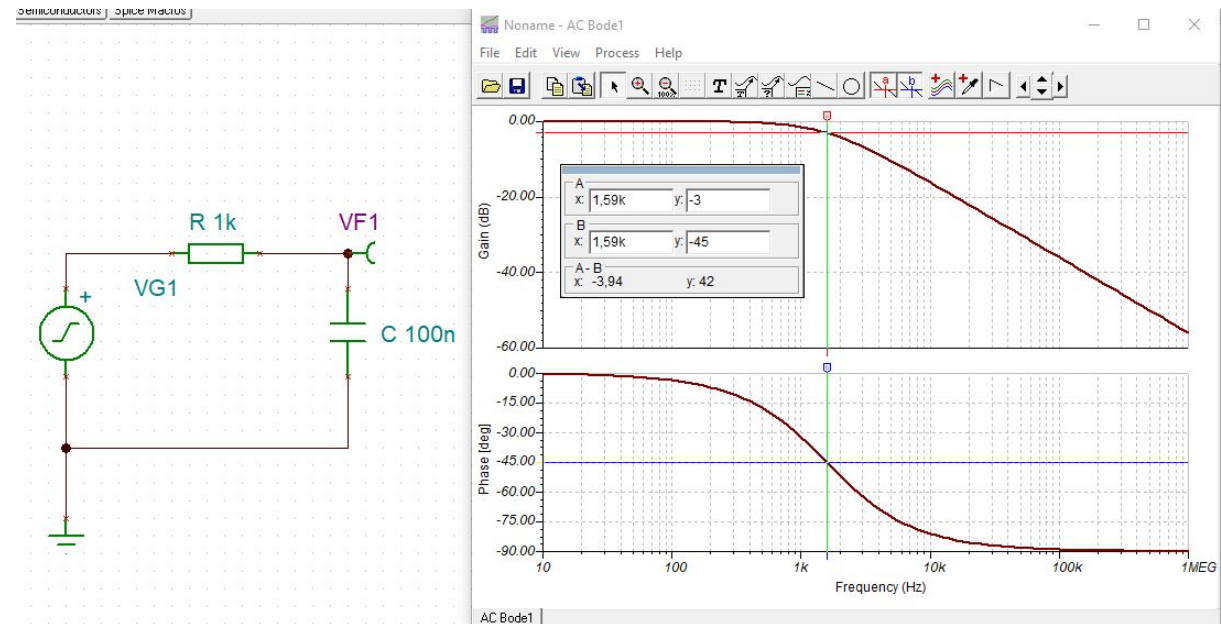 Semiconductors Spice Macros
R 1k
VF1
VG1
+
C 100n
Noname - AC Bode1
File Edit View Process Help
T
a
b
100%
0.00
-20.00
-40.00
-60.00
Gain (dB)
A
x: 1,59k y: -3
B
x: 1,59k y: -45
A - B
x: -3,94 y: 42
0.00
-15.00
-30.00
-45.00
-60.00
-75.00
-90.00
Phase [deg]
10 100 1k 10k 100k 1MEG
Frequency (Hz)
AC Bode1